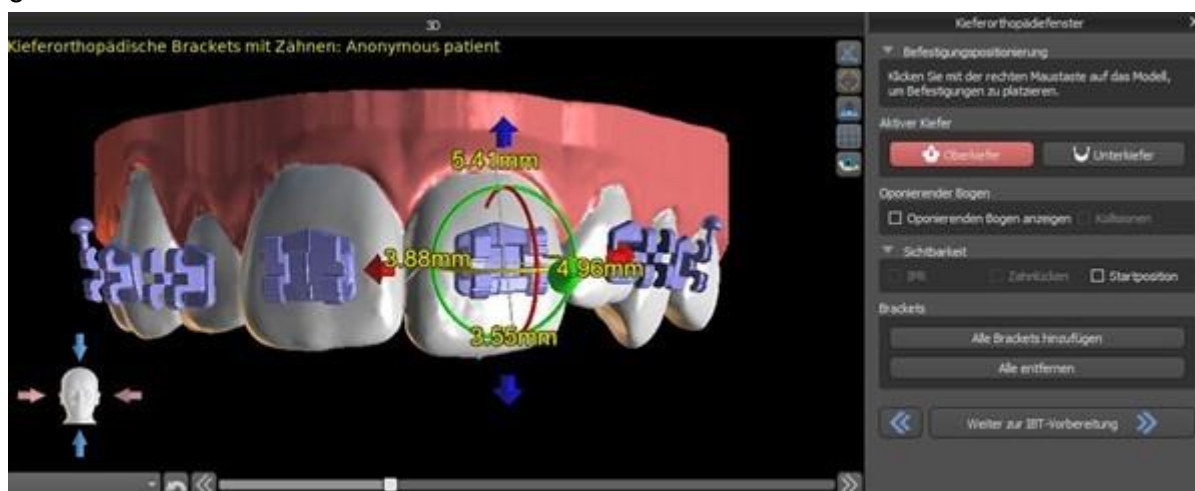 g
3D
Kieferorthopädische Brackets mit Zähnen: Anonymous patient
5.41mm
3.88mm
4.96mm
3.55mm
Kieferorthopädiefenster
Befestigungspositionierung
Klicken Sie mit der rechten Maustaste auf das Modell,
um Befestigungen zu platzieren.
Aktiver Kiefer
Oberkiefer
Unterkiefer
Oponierender Bogen
Oponierenden Bogen anzeigen
Kollisionen
Sichtbarkeit
IPR
Zahnlücken
Startposition
Brackets
Alle Brackets hinzufügen
Alle entfernen
Weiter zur IBT-Vorbereitung